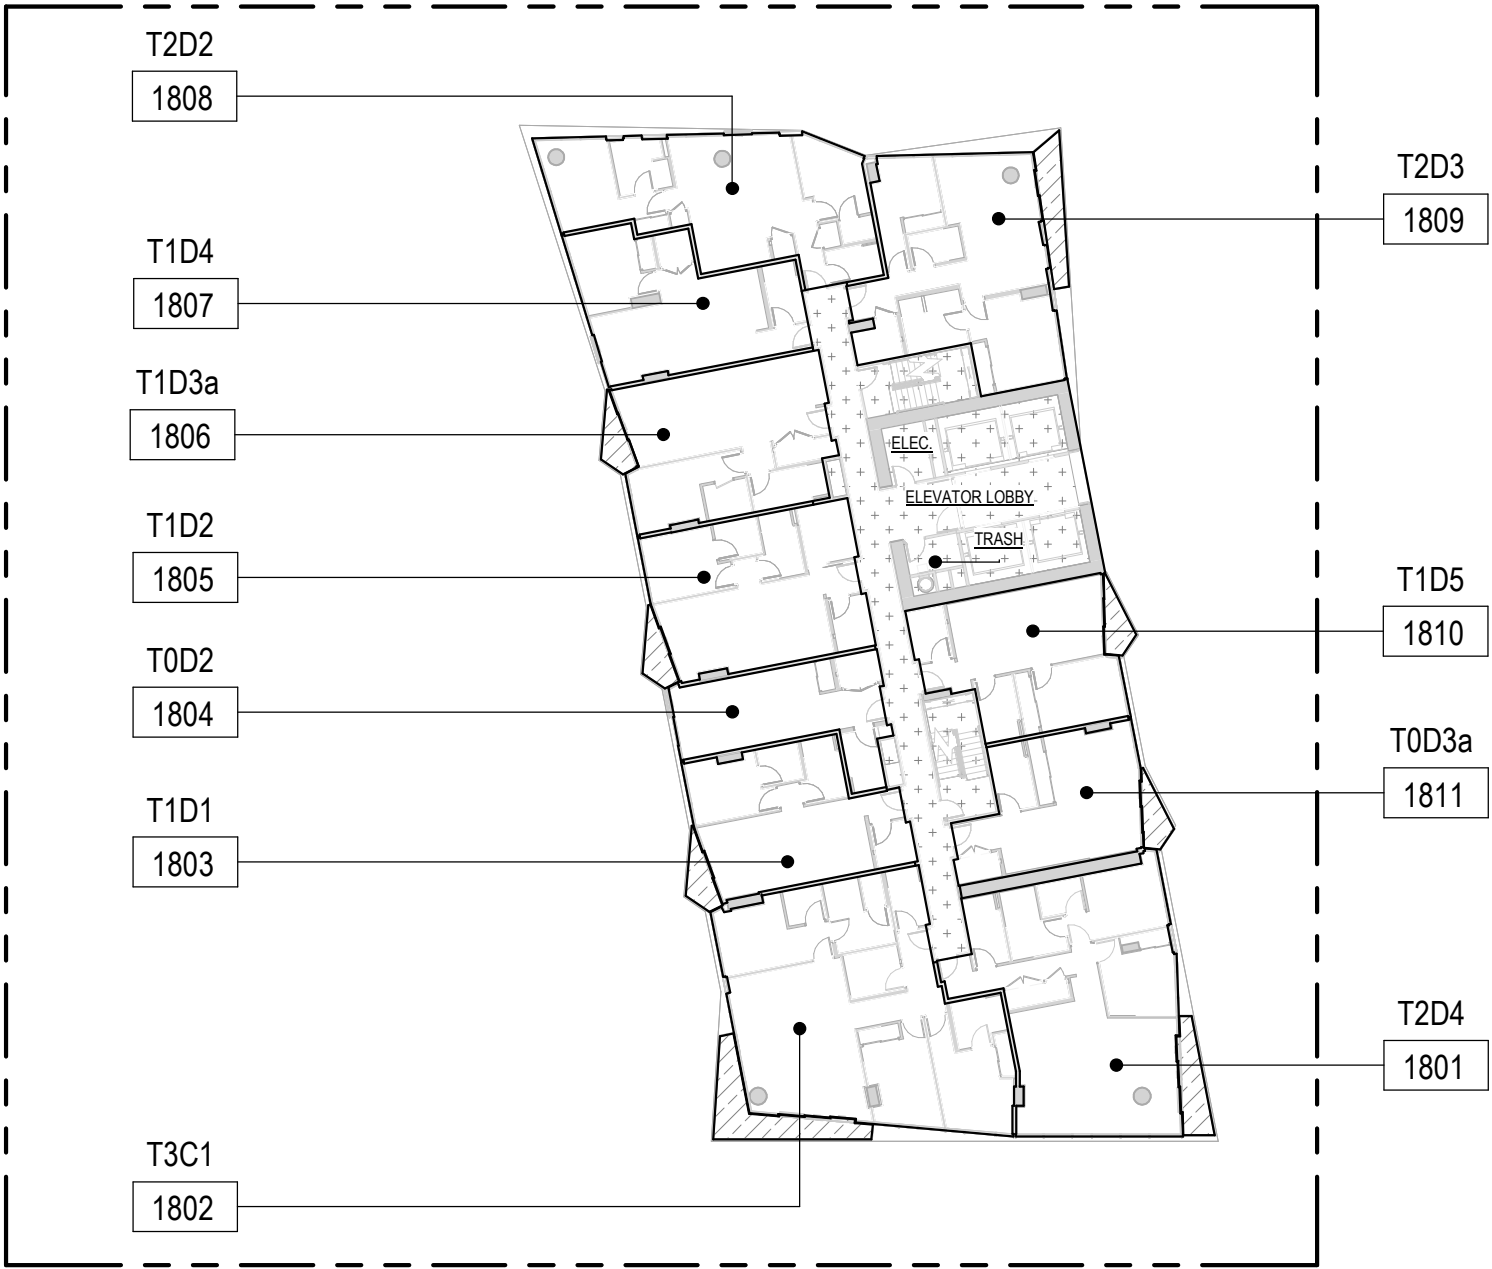 T2D2
1808
T1D4
1807
T1D3a
1806
T1D2
1805
T0D2
1804
T1D1
1803
T3C1
1802
ELEC.
ELEVATOR LOBBY
TRASH
T2D3
1809
T1D5
1810
T0D3a
1811
T2D4
1801